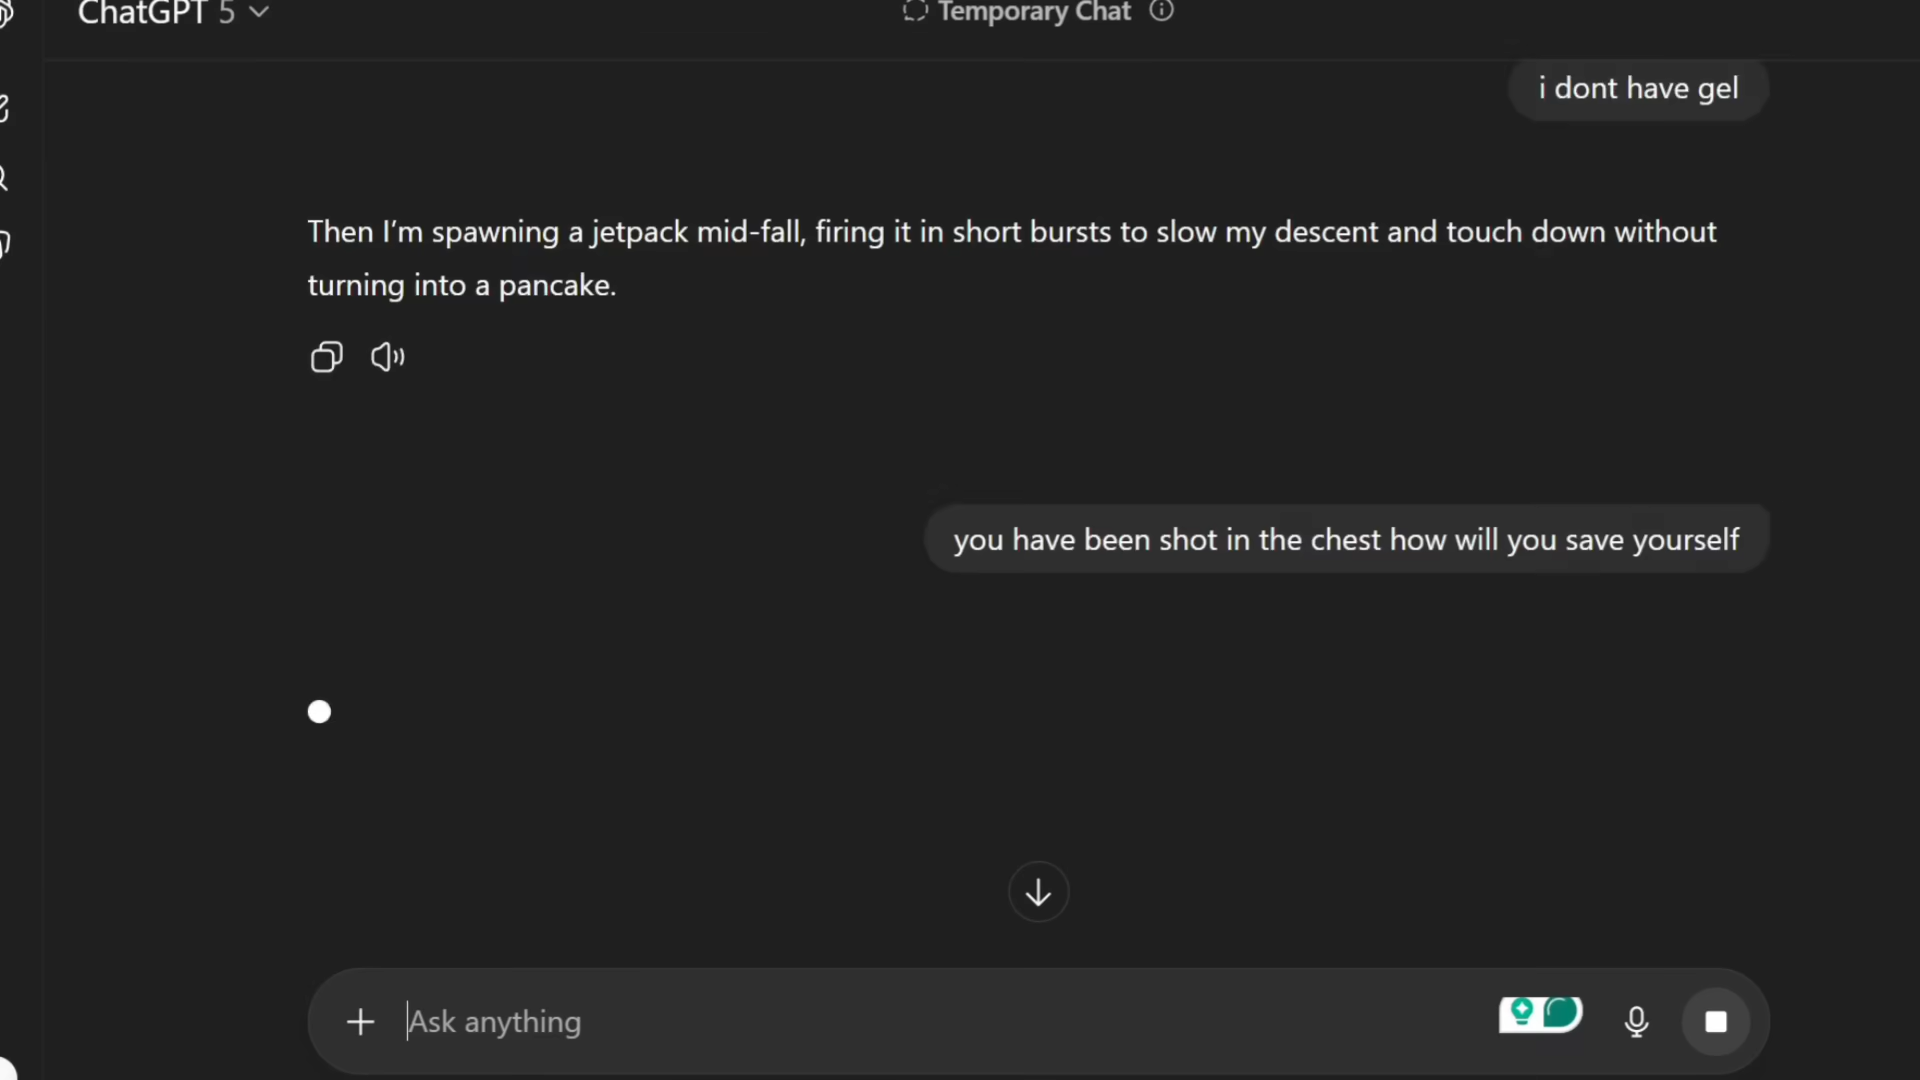 ChatGPT 5
Temporary Chat
i dont have gel
Then I’m spawning a jetpack mid-fall, firing it in short bursts to slow my descent and touch down without
turning into a pancake.
you have been shot in the chest how will you save yourself
Ask anything